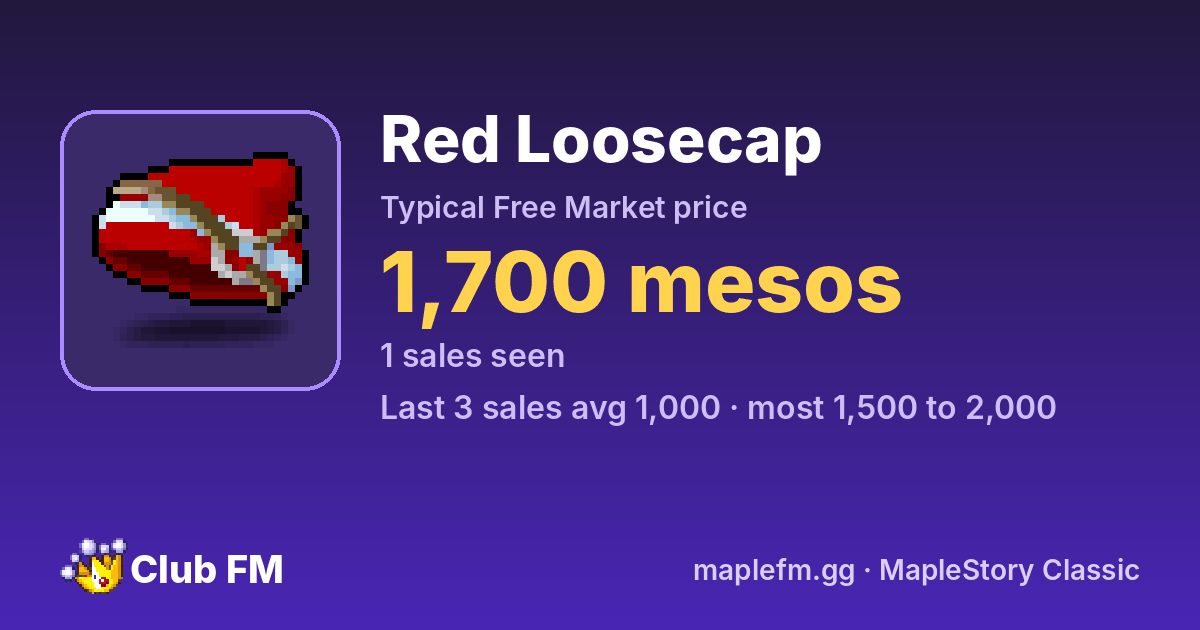 Red Loosecap
Typical Free Market price
1,700 mesos
1 sales seen
Last 3 sales avg 1,000 · most 1,500 to 2,000
Club FM
maplefm.gg · MapleStory Classic